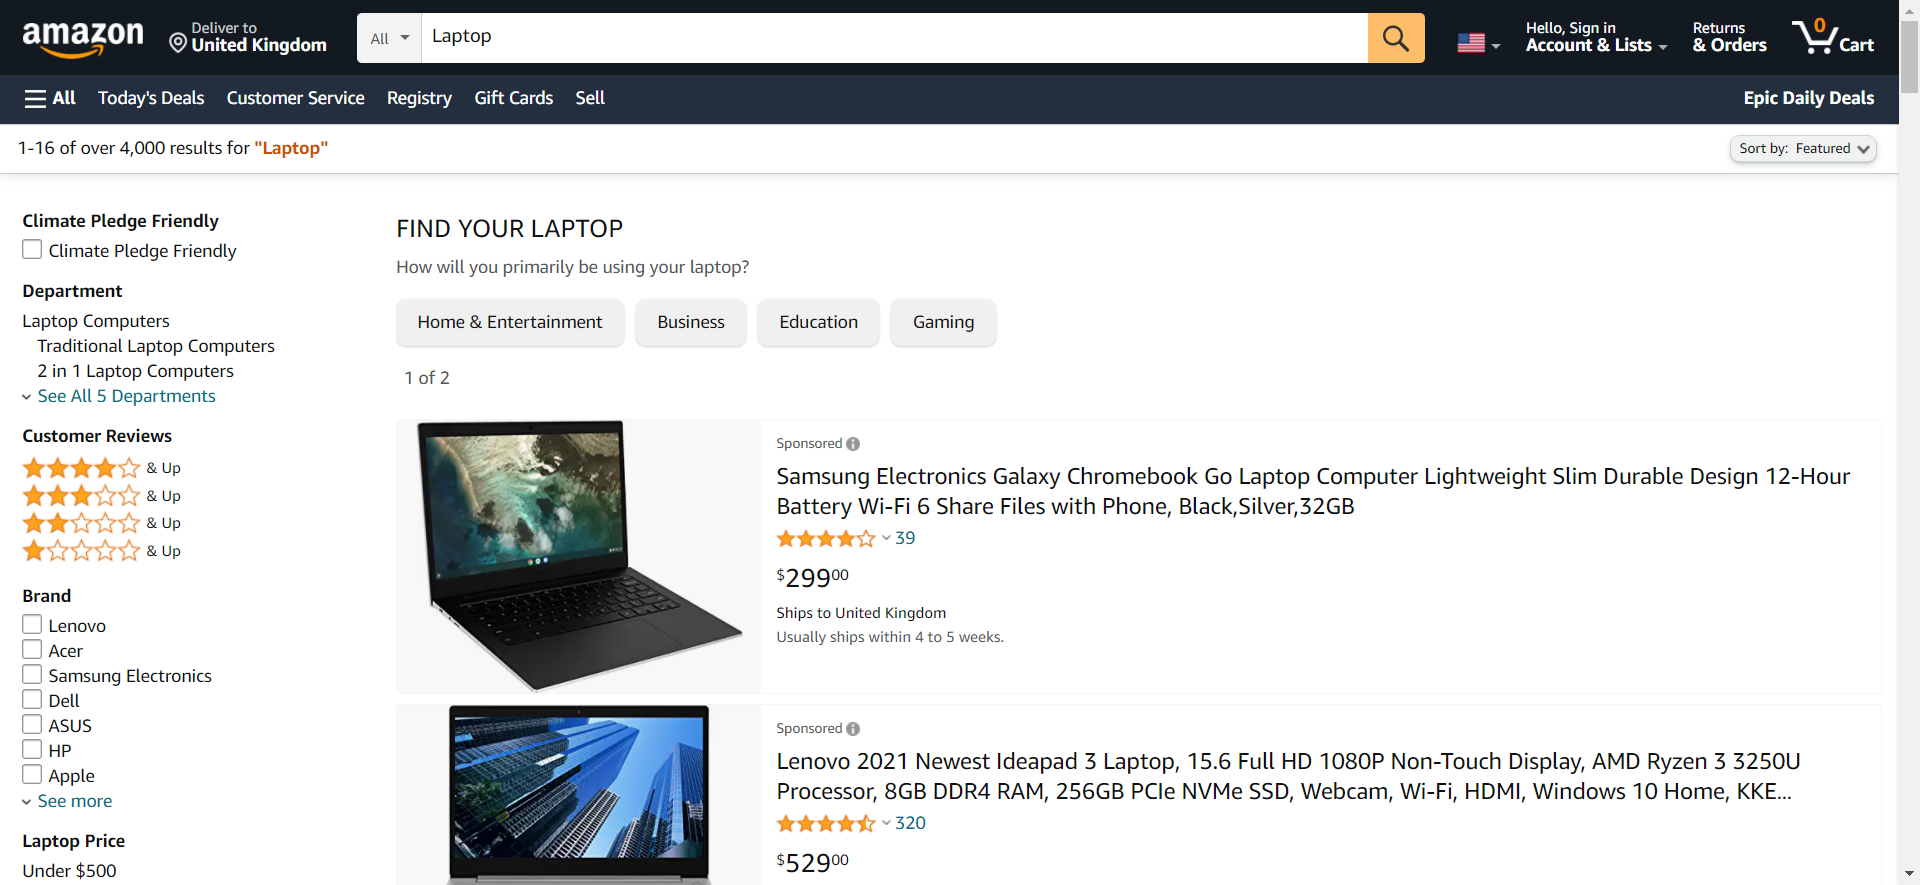 amazon
Deliver to
United Kingdom
All
Laptop
Hello, Sign in
Account & Lists
Returns
& Orders
0
Cart
All
Today's Deals
Customer Service
Registry
Gift Cards
Sell
Epic Daily Deals
1-16 of over 4,000 results for "Laptop"
Sort by: Featured
Climate Pledge Friendly
Climate Pledge Friendly
Department
Laptop Computers
Traditional Laptop Computers
2 in 1 Laptop Computers
See All 5 Departments
Customer Reviews
& Up
& Up
& Up
& Up
Brand
Lenovo
Acer
Samsung Electronics
Dell
ASUS
HP
Apple
See more
Laptop Price
Under $500
FIND YOUR LAPTOP
How will you primarily be using your laptop?
Home & Entertainment
Business
Education
Gaming
1 of 2
Sponsored
Samsung Electronics Galaxy Chromebook Go Laptop Computer Lightweight Slim Durable Design 12-Hour
Battery Wi-Fi 6 Share Files with Phone, Black,Silver,32GB
39
$29900
Ships to United Kingdom
Usually ships within 4 to 5 weeks.
Sponsored
Lenovo 2021 Newest Ideapad 3 Laptop, 15.6 Full HD 1080P Non-Touch Display, AMD Ryzen 3 3250U
Processor, 8GB DDR4 RAM, 256GB PCIe NVMe SSD, Webcam, Wi-Fi, HDMI, Windows 10 Home, KKE...
320
$52900